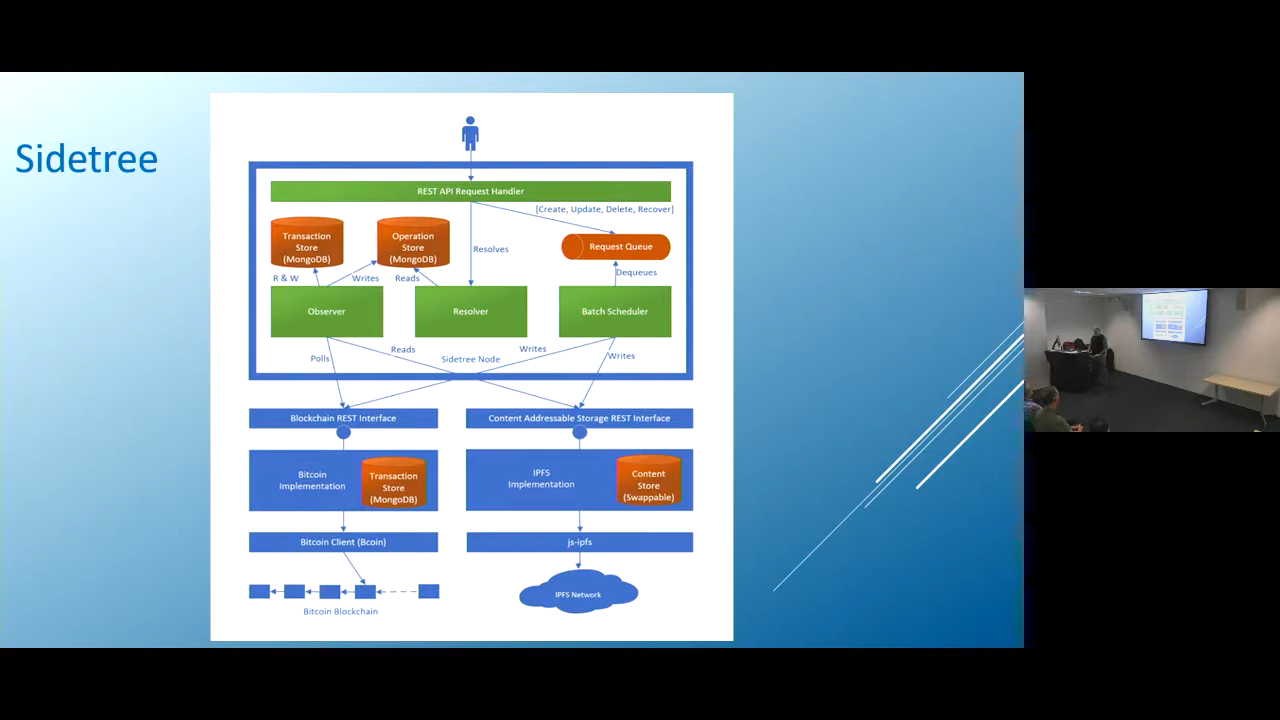 Sidetree
REST API Request Handler
[Create, Update, Delete, Recover]
Transaction
Store
(MongoDB)
Operation
Store
(MongoDB)
Resolves
Request Queue
R & W
Writes
Reads
Dequeues
Observer
Resolver
Batch Scheduler
Polls
Reads
Sidetree Node
Writes
Writes
Blockchain REST Interface
Content Addressable Storage REST Interface
Bitcoin
Implementation
Transaction
Store
(MongoDB)
IPFS
Implementation
Content
Store
(Swappable)
Bitcoin Client (Bcoin)
js-ipfs
Bitcoin Blockchain
IPFS Network